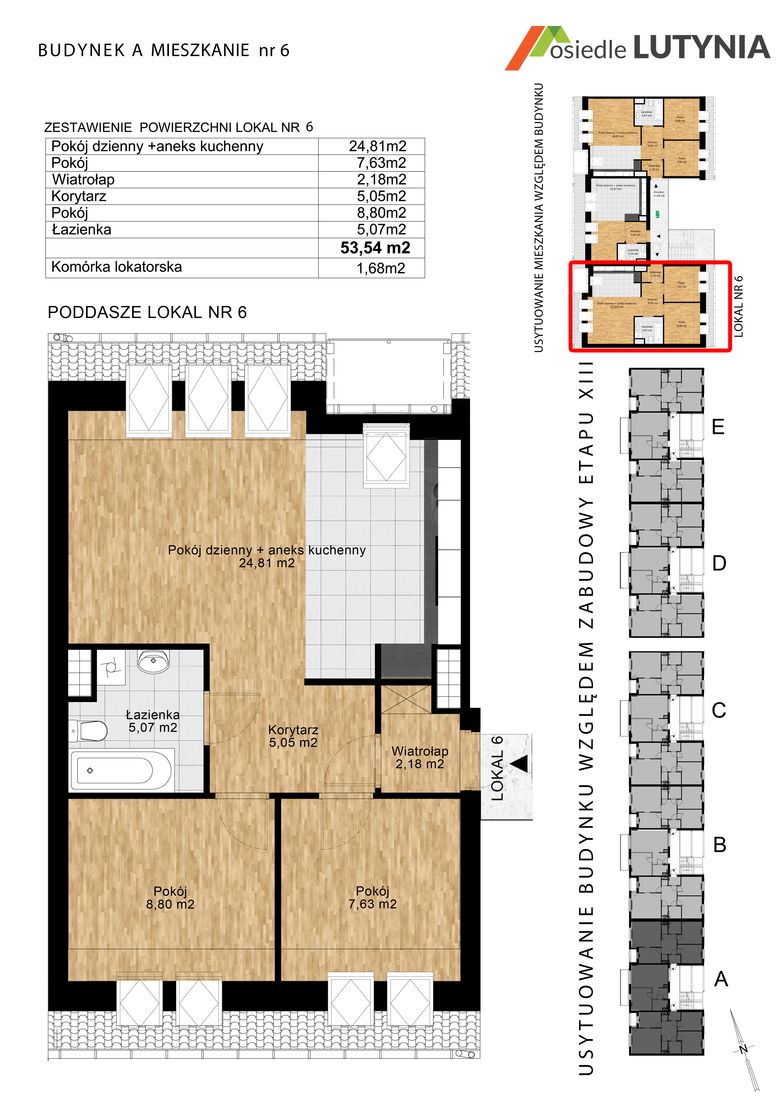 BUDYNEK A MIESZKANIE nr 6
osiedle LUTYNIA
ZESTAWIENIE POWIERZCHNI LOKAL NR 6
Pokój dzienny +aneks kuchenny 24,81m2
Pokój 7,63m2
Wiatrołap 2,18m2
Korytarz 5,05m2
Pokój 8,80m2
Łazienka 5,07m2
53,54 m2
Komórka lokatorska 1,68m2
PODDASZE LOKAL NR 6
Pokój dzienny + aneks kuchenny
24,81 m2
Łazienka
5,07 m2
Korytarz
5,05 m2
Wiatrołap
2,18 m2
LOKAL 6
Pokój
8,80 m2
Pokój
7,63 m2
USYTUOWANIE MIESZKANIA WZGLĘDEM BUDYNKU
LOKAL NR 6
USYTUOWANIE BUDYNKU WZGLĘDEM ZABUDOWY ETAPU XIII
E
D
C
B
A
N